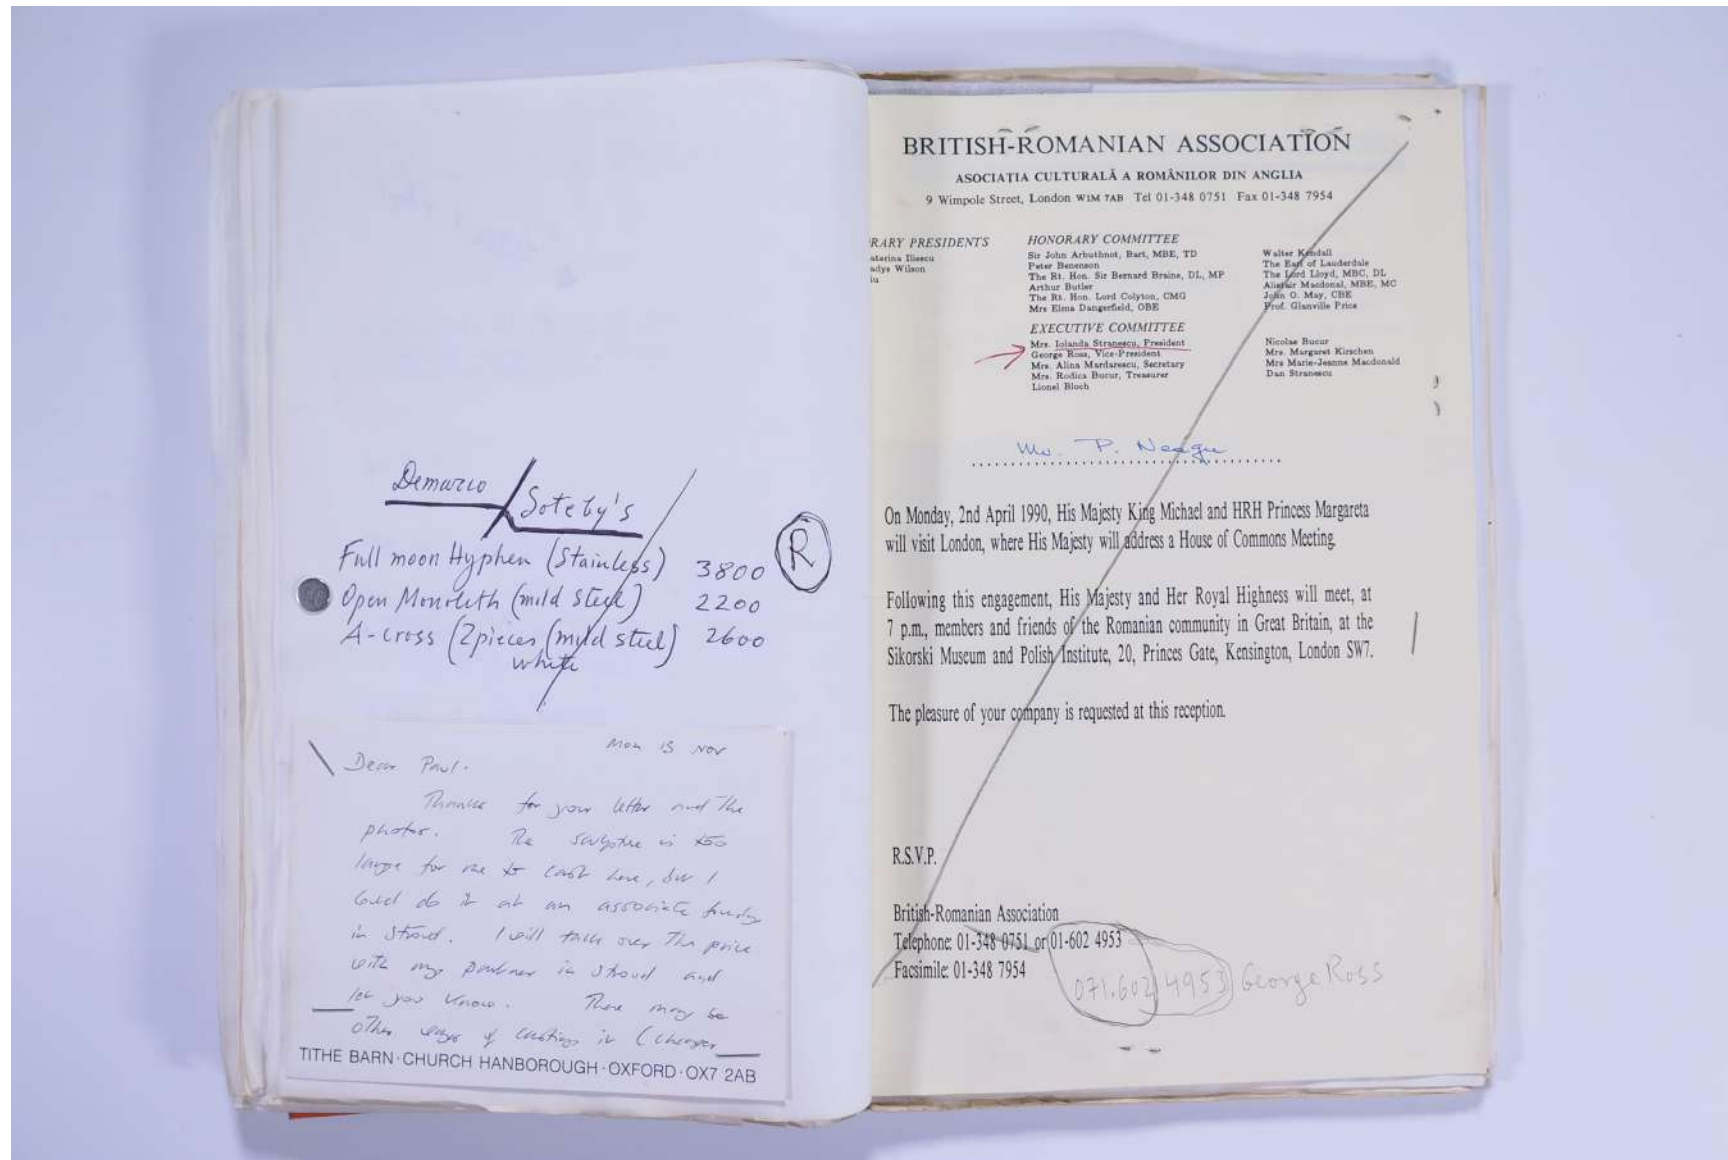 Demarco / Soteby's
Full moon Hyphen (Stainless) 3800
Open Monoleth (mild steel) 2200
A-cross (2pieces (mild steel) 2600
white
R
Mon 15 Nov
Dear Paul.
Thanks for your letter and the
photos. The sculpture is too
large for me to cast here, but I
could do it at an associate foundry
in Stroud. I will talk over the price
with my partner in Stroud and
let you know. There may be
other ways of casting it (cheaper
TITHE BARN · CHURCH HANBOROUGH · OXFORD · OX7 2AB
BRITISH-ROMANIAN ASSOCIATION
ASOCIAȚIA CULTURALĂ A ROMÂNILOR DIN ANGLIA
9 Wimpole Street, London W1M 7AB Tel 01-348 0751 Fax 01-348 7954
RARY PRESIDENTS
aterina Iliescu
adys Wilson
iu
HONORARY COMMITTEE
Sir John Arbuthnot, Bart, MBE, TD
Peter Benenson
The Rt. Hon. Sir Bernard Braine, DL, MP
Arthur Butler
The Rt. Hon. Lord Colyton, CMG
Mrs Elma Dangerfield, OBE
Walter Kendall
The Earl of Lauderdale
The Lord Lloyd, MBC, DL
Alistair Macdonal, MBE, MC
John O. May, CBE
Prof. Glanville Price
EXECUTIVE COMMITTEE
Mrs. Iolanda Stranescu, President
George Ross, Vice-President
Mrs. Alina Mardarescu, Secretary
Mrs. Rodica Bucur, Treasurer
Lionel Bloch
Nicolae Bucur
Mrs. Margaret Kirschen
Mrs Marie-Jeanne Macdonald
Dan Stranescu
Mr. P. Neagu
On Monday, 2nd April 1990, His Majesty King Michael and HRH Princess Margareta
will visit London, where His Majesty will address a House of Commons Meeting.
Following this engagement, His Majesty and Her Royal Highness will meet, at
7 p.m., members and friends of the Romanian community in Great Britain, at the
Sikorski Museum and Polish Institute, 20, Princes Gate, Kensington, London SW7.
The pleasure of your company is requested at this reception.
R.S.V.P.
British-Romanian Association
Telephone: 01-348 0751 or 01-602 4953
Facsimile: 01-348 7954
071.602 4953 George Ross